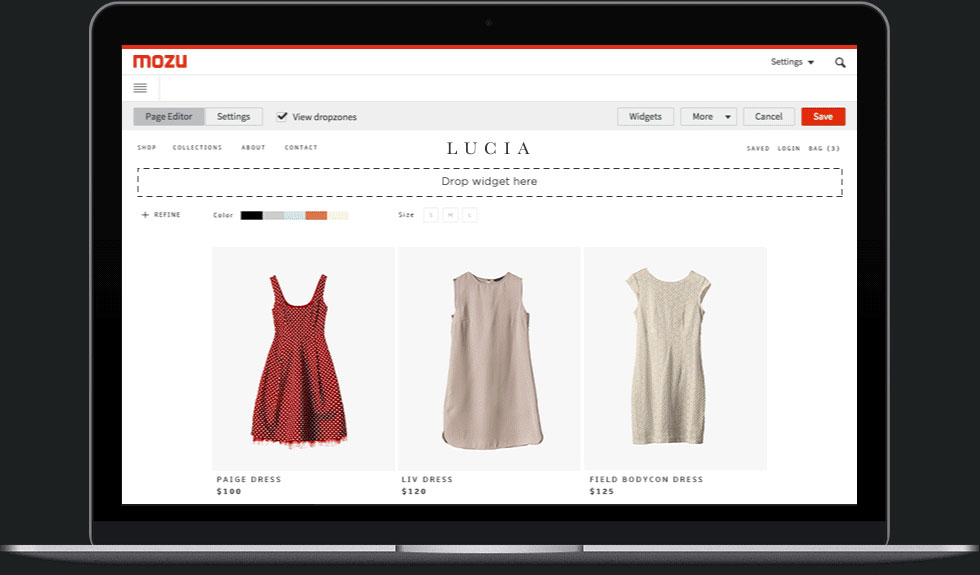 mozu
Settings
Page Editor Settings View dropzones Widgets More Cancel Save
SHOP COLLECTIONS ABOUT CONTACT LUCIA SAVED LOGIN BAG (3)
Drop widget here
+ REFINE Color Size S M L
PAIGE DRESS LIV DRESS FIELD BODYCON DRESS
$100 $120 $125